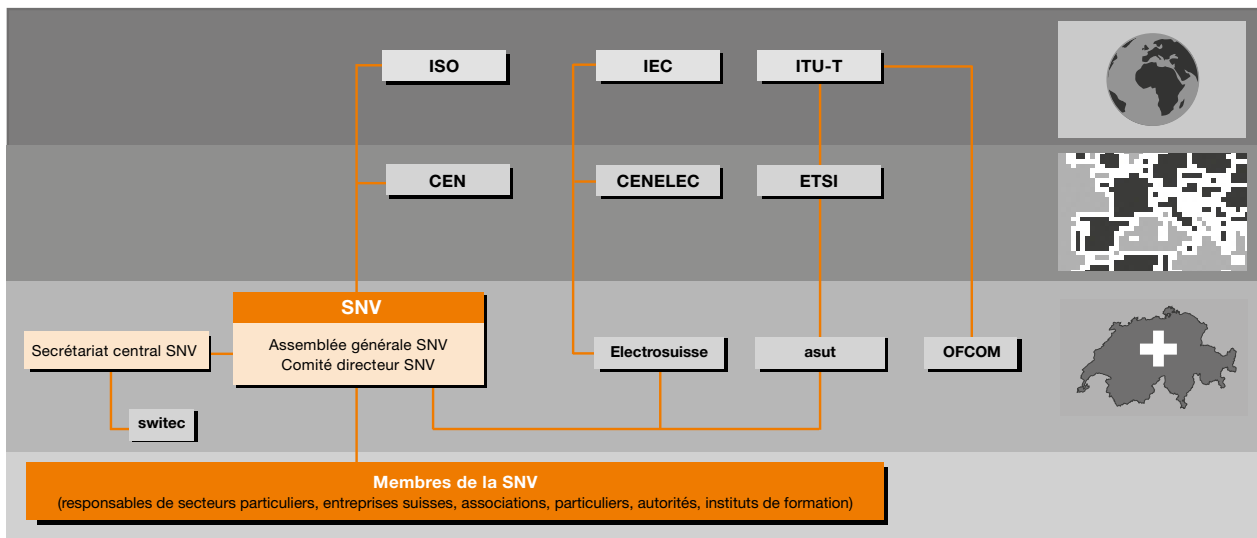 ISO
IEC
ITU-T
CEN
CENELEC
ETSI
SNV
Assemblée générale SNV
Comité directeur SNV
Secrétariat central SNV
Electrosuisse
asut
OFCOM
switec
Membres de la SNV
(responsables de secteurs particuliers, entreprises suisses, associations, particuliers, autorités, instituts de formation)